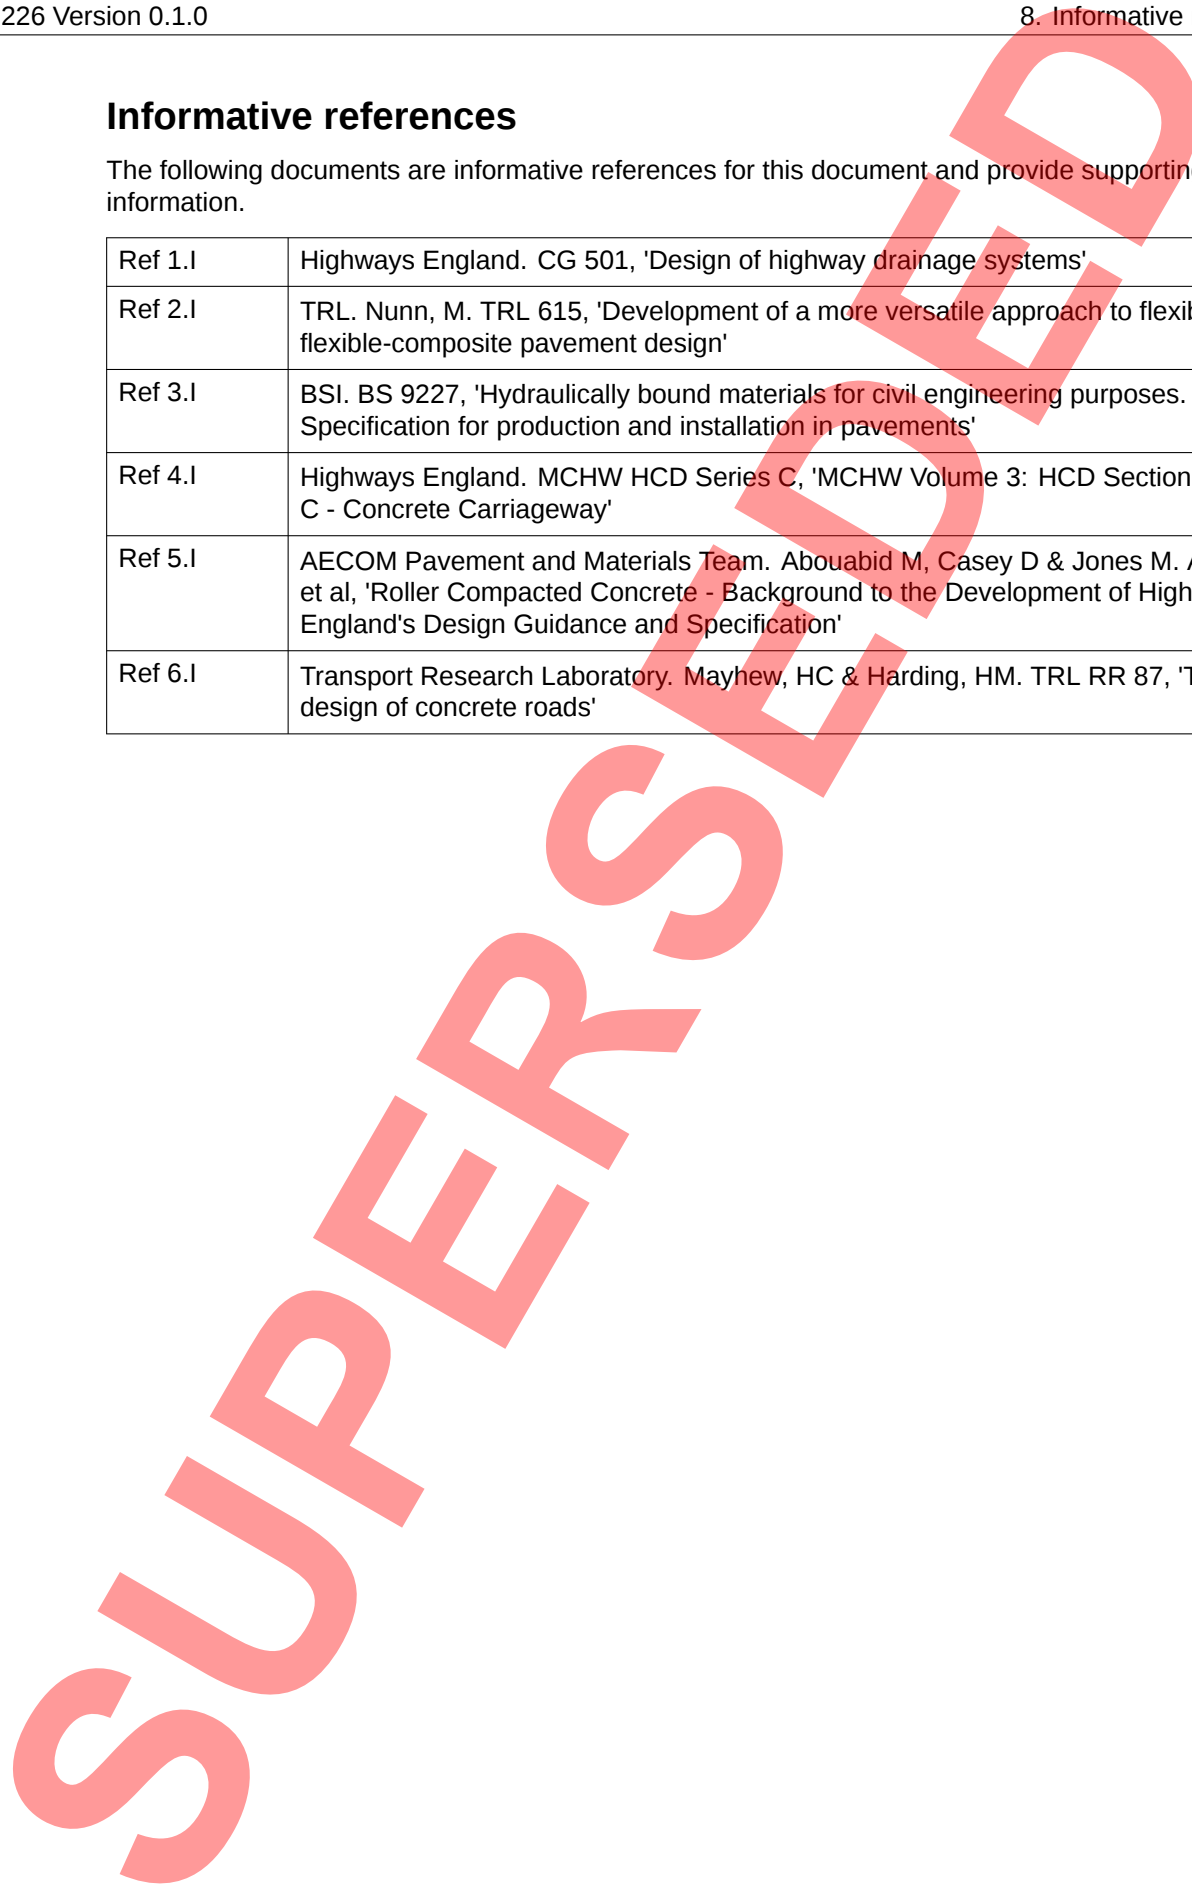 226 Version 0.1.0 8. Informative
Informative references
The following documents are informative references for this document and provide supporting
information.
Ref 1.I Highways England. CG 501, 'Design of highway drainage systems'
Ref 2.I TRL. Nunn, M. TRL 615, 'Development of a more versatile approach to
flexible-composite pavement design'
Ref 3.I BSI. BS 9227, 'Hydraulically bound materials for civil engineering purposes.
Specification for production and installation in pavements'
Ref 4.I Highways England. MCHW HCD Series C, 'MCHW Volume 3: HCD Section
C - Concrete Carriageway'
Ref 5.I AECOM Pavement and Materials Team. Abouabid M, Casey D & Jones M.
et al, 'Roller Compacted Concrete - Background to the Development of High
England's Design Guidance and Specification'
Ref 6.I Transport Research Laboratory. Mayhew, HC & Harding, HM. TRL RR 87,
design of concrete roads'
SUPERSEDED